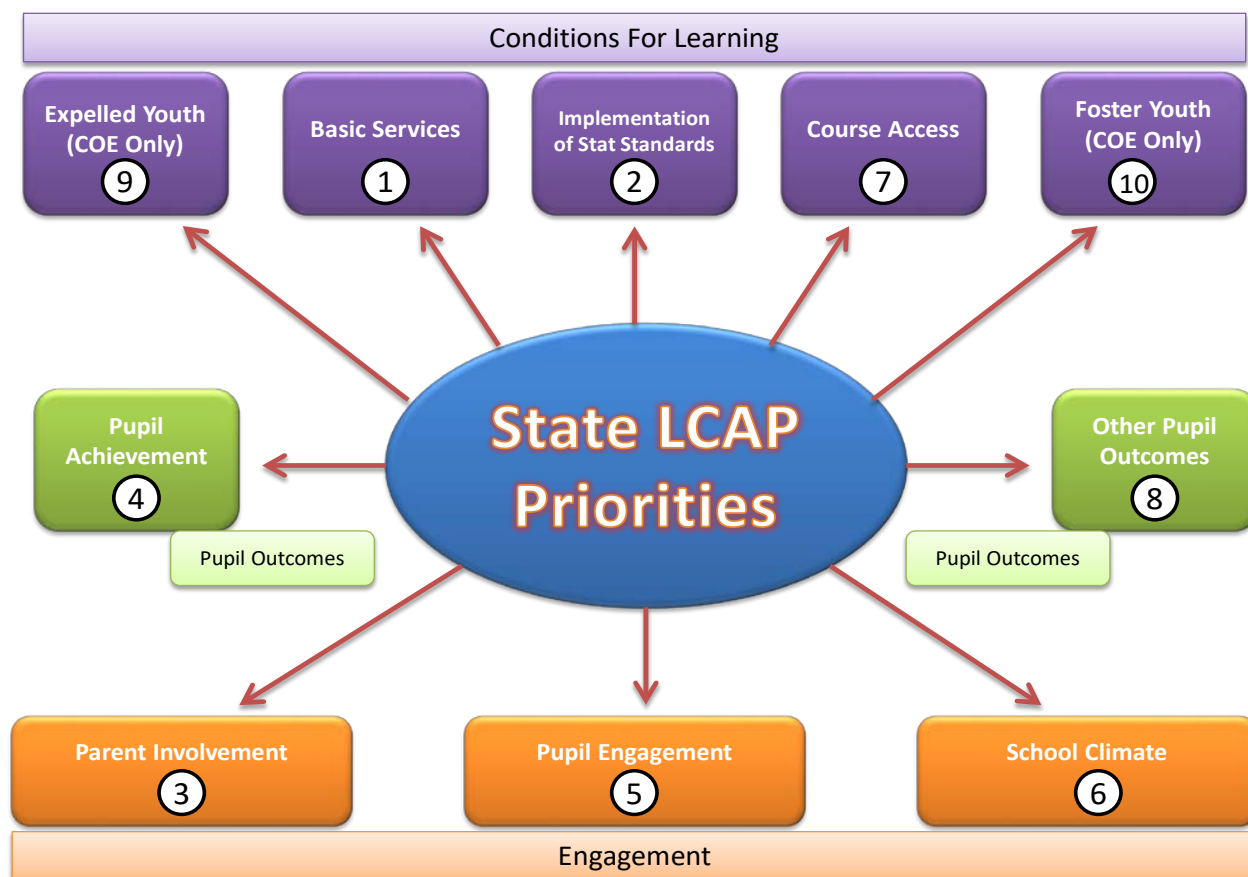 Conditions For Learning
Expelled Youth
(COE Only)
9
Basic Services
1
Implementation
of Stat Standards
2
Course Access
7
Foster Youth
(COE Only)
10
State LCAP
Priorities
Pupil
Achievement
4
Pupil Outcomes
Other Pupil
Outcomes
8
Pupil Outcomes
Parent Involvement
3
Pupil Engagement
5
School Climate
6
Engagement